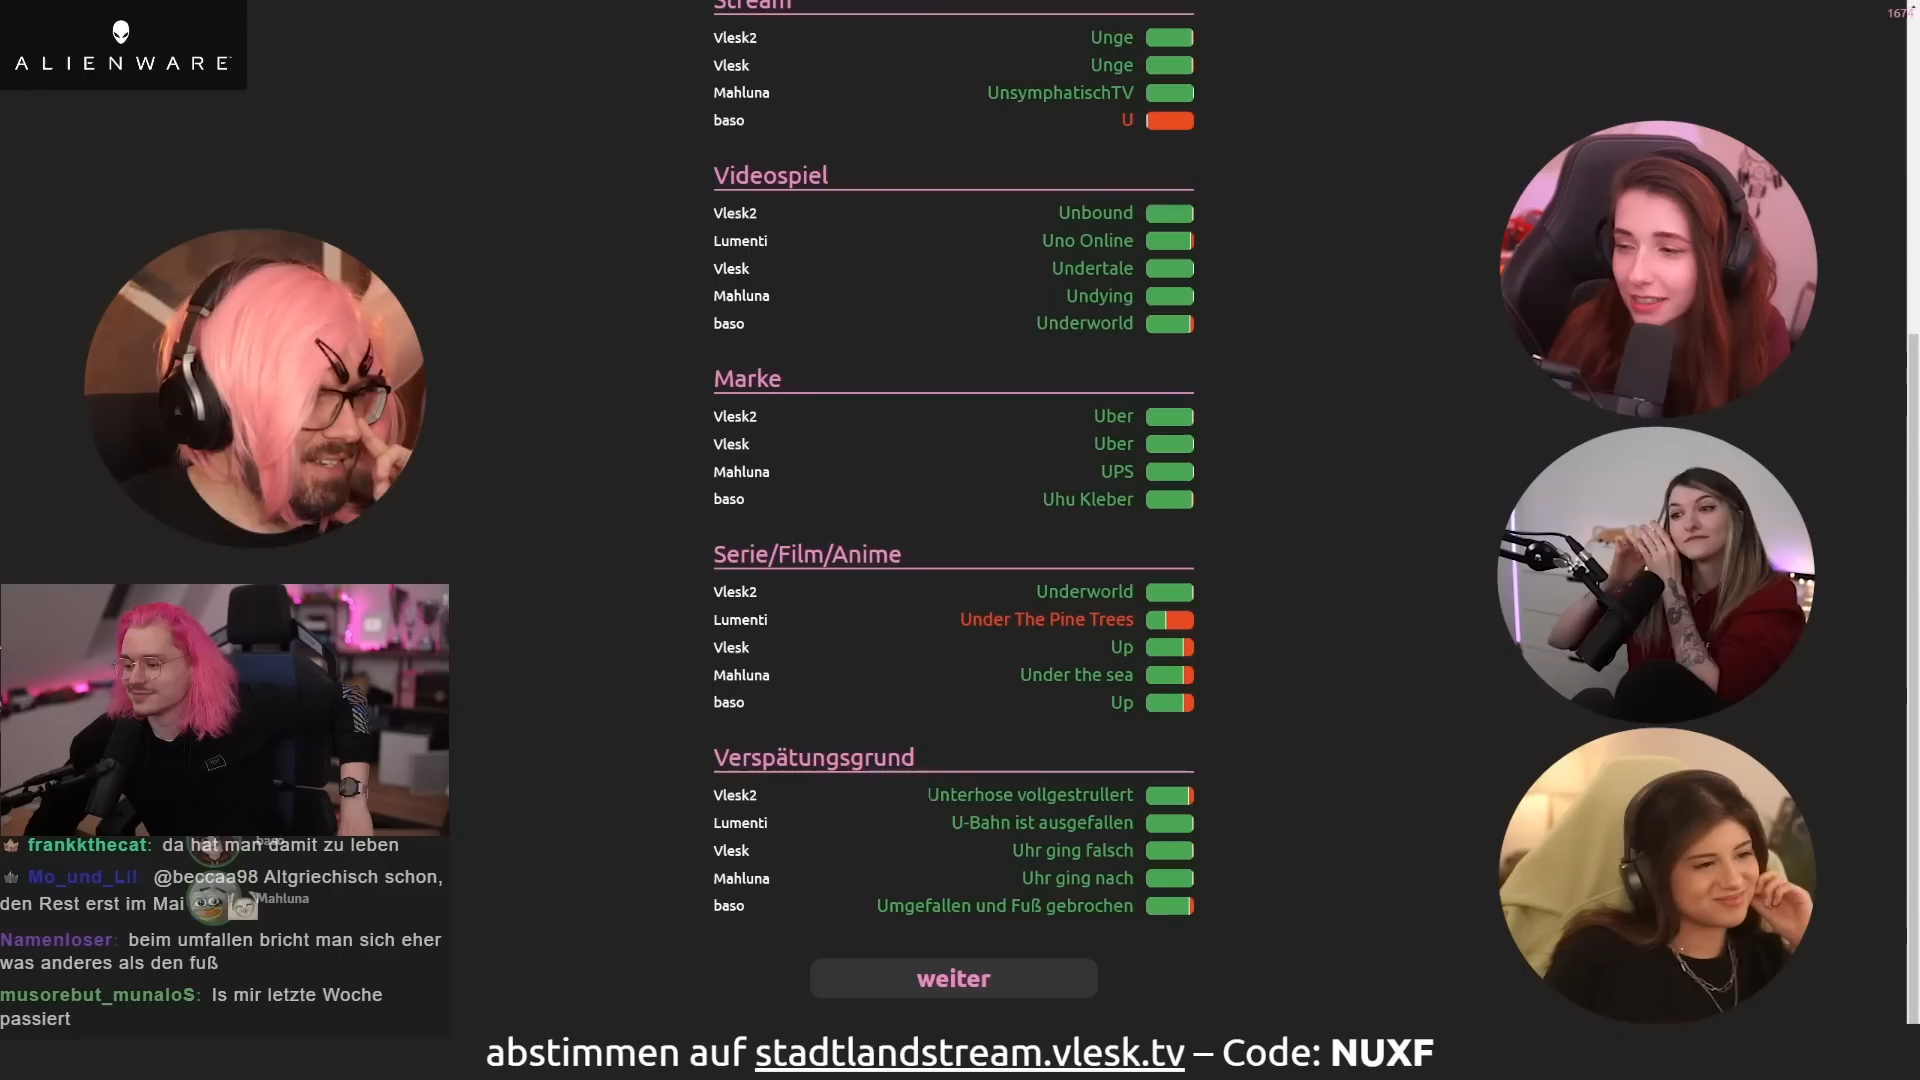 ALIENWARE
Stream
Vlesk2 Unge
Vlesk Unge
Mahluna UnsymphatischTV
baso U
Videospiel
Vlesk2 Unbound
Lumenti Uno Online
Vlesk Undertale
Mahluna Undying
baso Underworld
Marke
Vlesk2 Uber
Vlesk Uber
Mahluna UPS
baso Uhu Kleber
Serie/Film/Anime
Vlesk2 Underworld
Lumenti Under The Pine Trees
Vlesk Up
Mahluna Under the sea
baso Up
Verspätungsgrund
Vlesk2 Unterhose vollgestrullert
Lumenti U-Bahn ist ausgefallen
Vlesk Uhr ging falsch
Mahluna Uhr ging nach
baso Umgefallen und Fuß gebrochen
weiter
abstimmen auf stadtlandstream.vlesk.tv – Code: NUXF
baso
frankkthecat: da hat man damit zu leben
Mo_und_Lil: @beccaa98 Altgriechisch schon,
den Rest erst im Mai
Mahluna
Namenloser: beim umfallen bricht man sich eher
was anderes als den fuß
musorebut_munaloS: Is mir letzte Woche
passiert